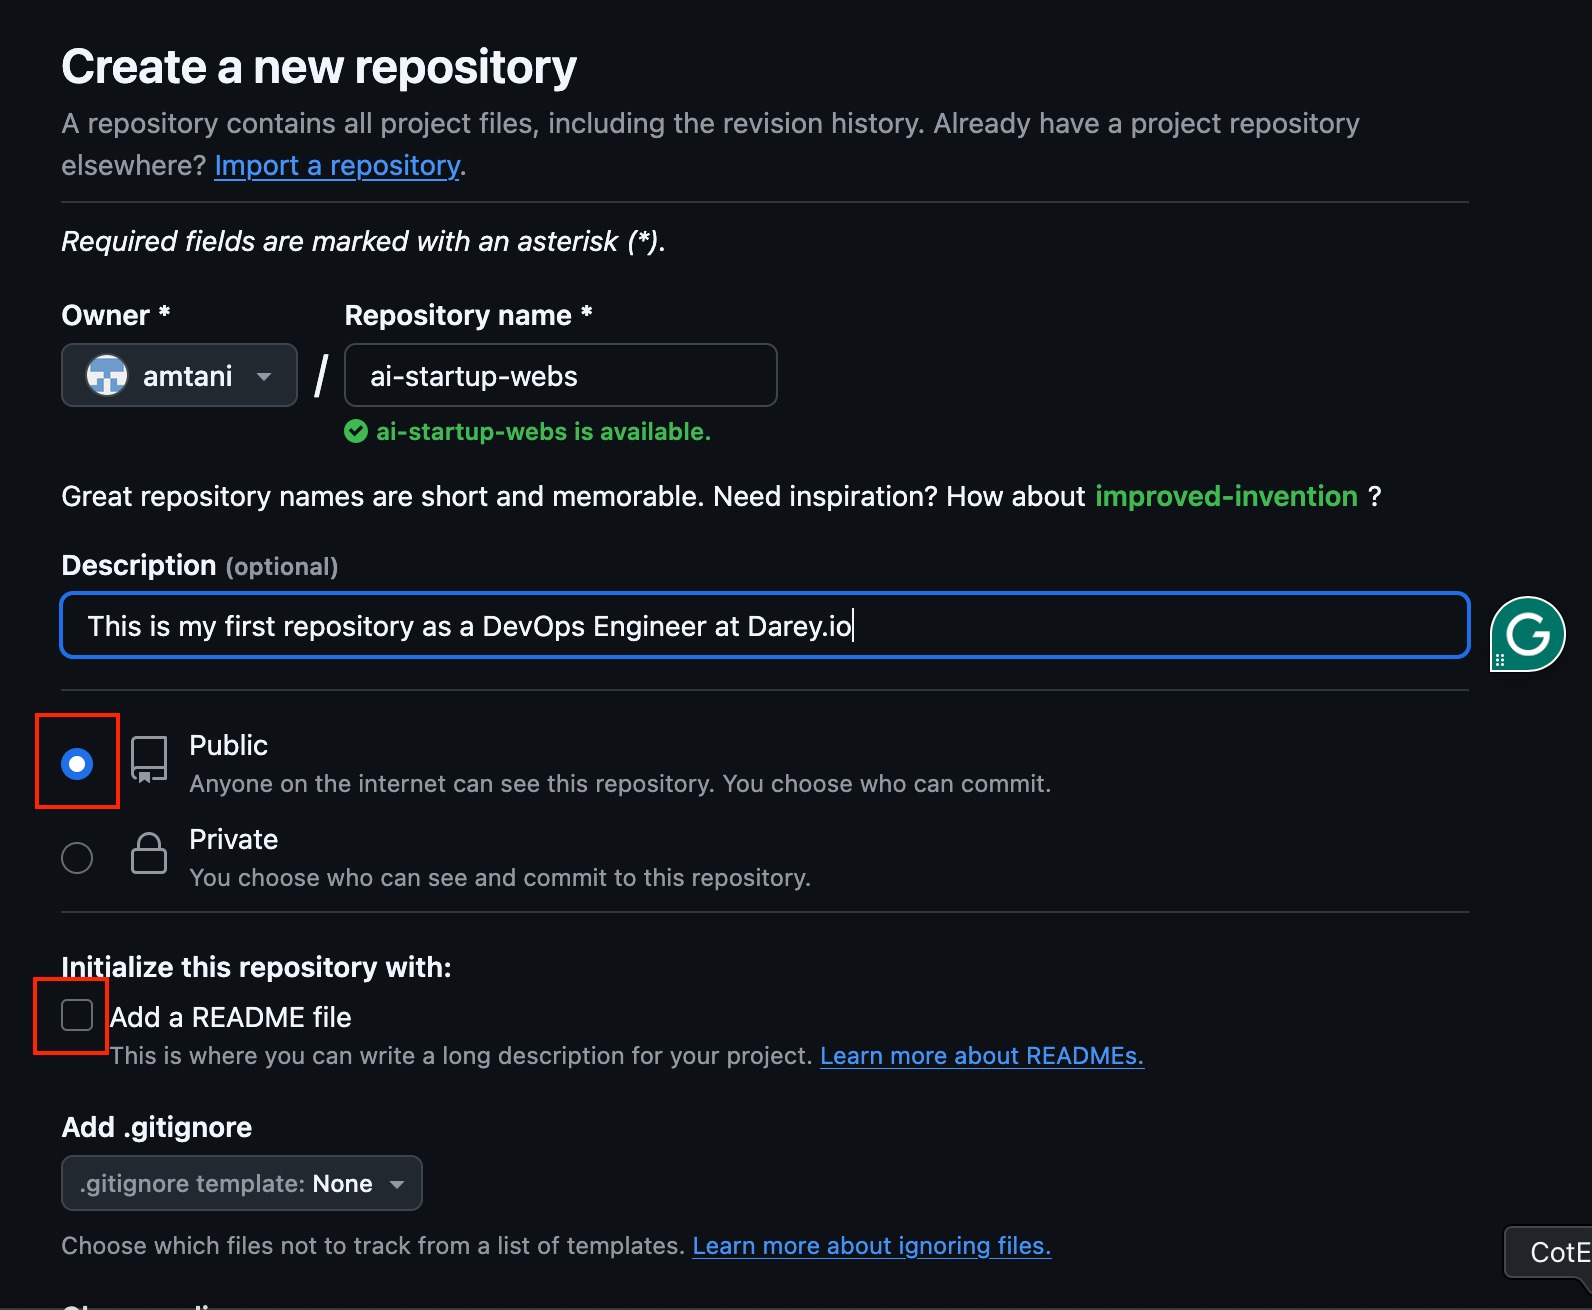 Create a new repository
A repository contains all project files, including the revision history. Already have a project repository
elsewhere? Import a repository.
Required fields are marked with an asterisk (*).
Owner *
Repository name *
amtani
/
ai-startup-webs
ai-startup-webs is available.
Great repository names are short and memorable. Need inspiration? How about improved-invention ?
Description (optional)
This is my first repository as a DevOps Engineer at Darey.io
G
Public
Anyone on the internet can see this repository. You choose who can commit.
Private
You choose who can see and commit to this repository.
Initialize this repository with:
Add a README file
This is where you can write a long description for your project. Learn more about READMEs.
Add .gitignore
.gitignore template: None
Choose which files not to track from a list of templates. Learn more about ignoring files.
CotE